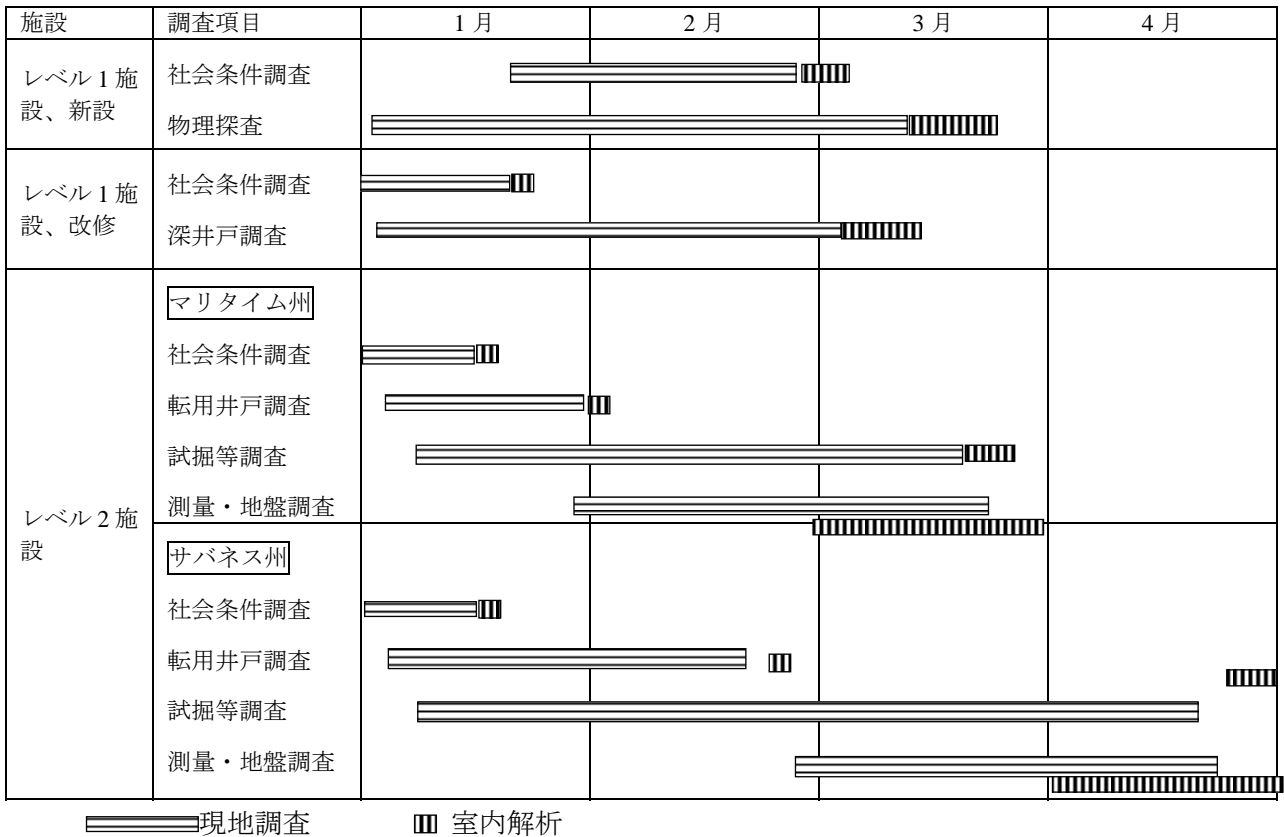 施設 調査項目 1月 2月 3月 4月
レベル1施
設、新設
社会条件調査
物理探査
レベル1施
設、改修
社会条件調査
深井戸調査
レベル2施
設
マリタイム州
社会条件調査
転用井戸調査
試掘等調査
測量・地盤調査
サバネス州
社会条件調査
転用井戸調査
試掘等調査
測量・地盤調査
現地調査 室内解析